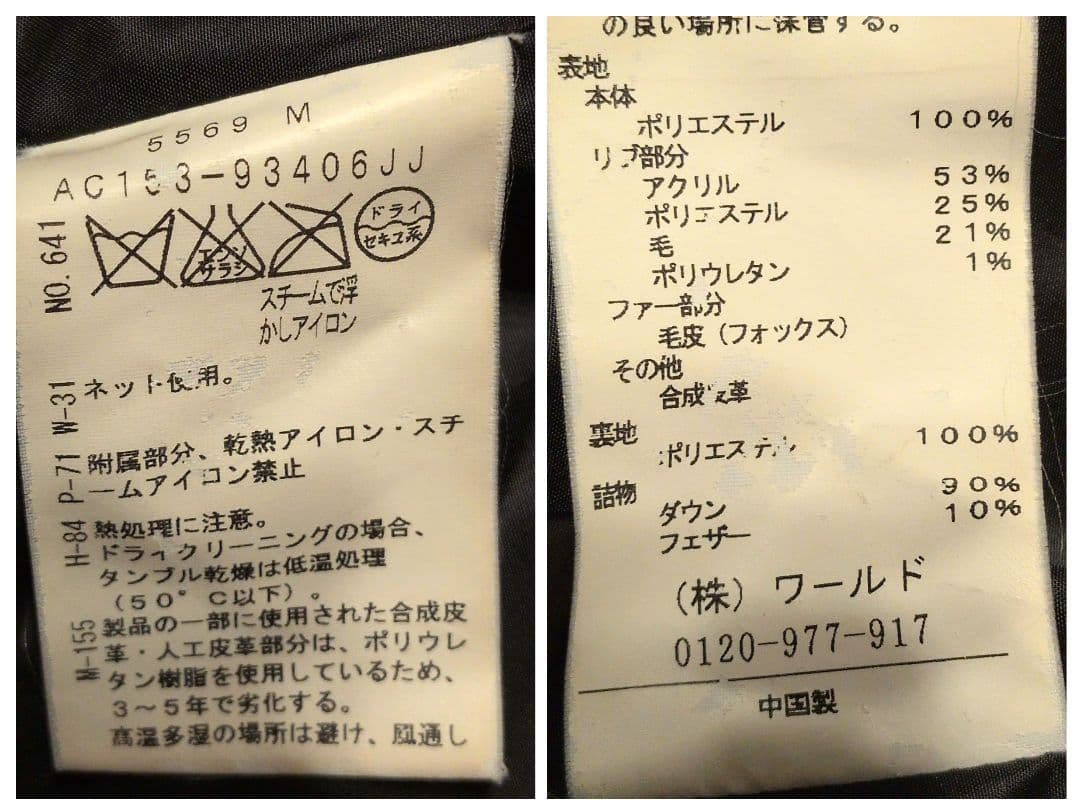 5569 M
AC153-93406JJ
エンソ
サラシ
ドライ
セキユ系
スチームで浮
かしアイロン
NO.641
W-31
P-71
H-84
W-155
ネット使用。
附属部分、乾熱アイロン・スチ
ームアイロン禁止
熱処理に注意。
ドライクリーニングの場合、
タンブル乾燥は低温処理
(50°C以下)。
製品の一部に使用された合成皮
革・人工皮革部分は、ポリウレ
タン樹脂を使用しているため、
3〜5年で劣化する。
高温多湿の場所は避け、風通し
の良い場所に保管する。
表地
本体
ポリエステル 100%
リブ部分
アクリル 53%
ポリエステル 25%
毛 21%
ポリウレタン 1%
ファー部分
毛皮(フォックス)
その他
合成皮革
裏地
ポリエステル 100%
詰物
ダウン 90%
フェザー 10%
(株)ワールド
0120-977-917
中国製